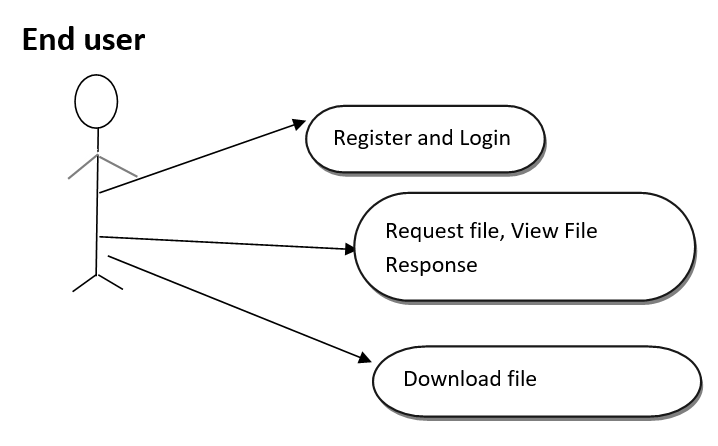 End user
Register and Login
Request file, View File
Response
Download file